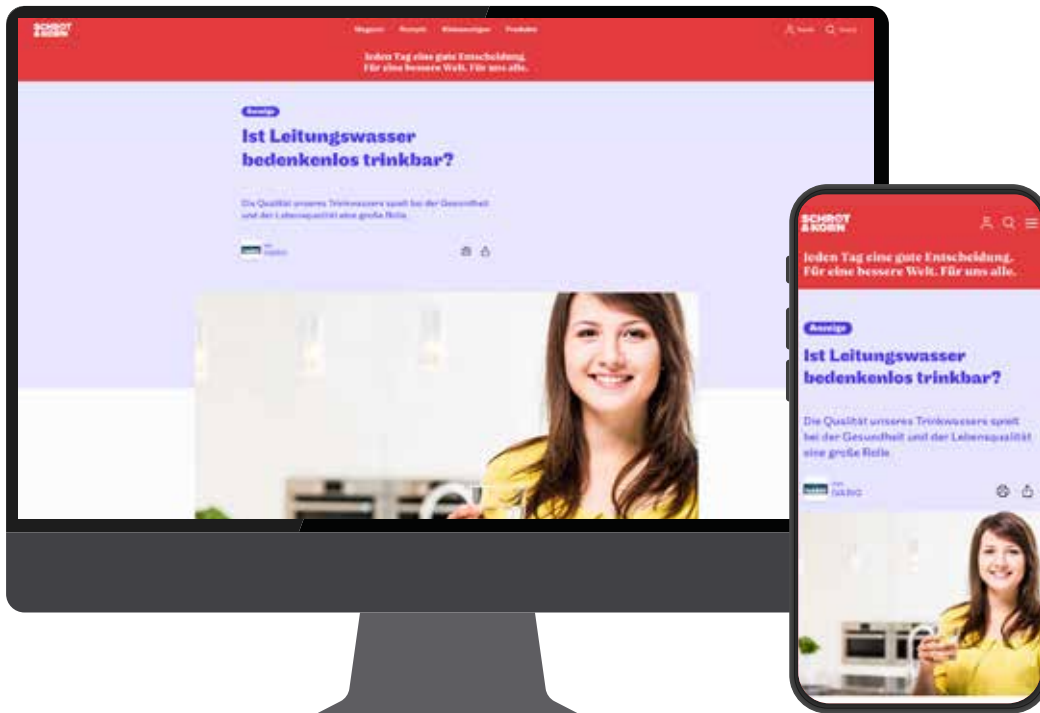 SCHROT
& KORN
Magazin Rezepte Kleinanzeigen Produkte
Jeden Tag eine gute Entscheidung.
Für eine bessere Welt. Für uns alle.
Anzeige
Ist Leitungswasser
bedenkenlos trinkbar?
Die Qualität unseres Trinkwassers spielt bei der Gesundheit
und der Lebensqualität eine große Rolle.
SCHROT
& KORN
Jeden Tag eine gute Entscheidung.
Für eine bessere Welt. Für uns alle.
Anzeige
Ist Leitungswasser
bedenkenlos trinkbar?
Die Qualität unseres Trinkwassers spielt
bei der Gesundheit und der Lebensqualität
eine große Rolle.
von